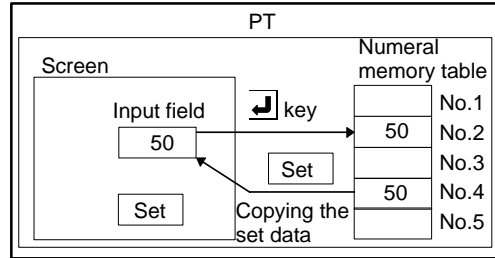 PT
Screen
Numeral
memory table
Input field
50
↵ key
50
Set
50
Set
Copying the
set data
No.1
No.2
No.3
No.4
No.5